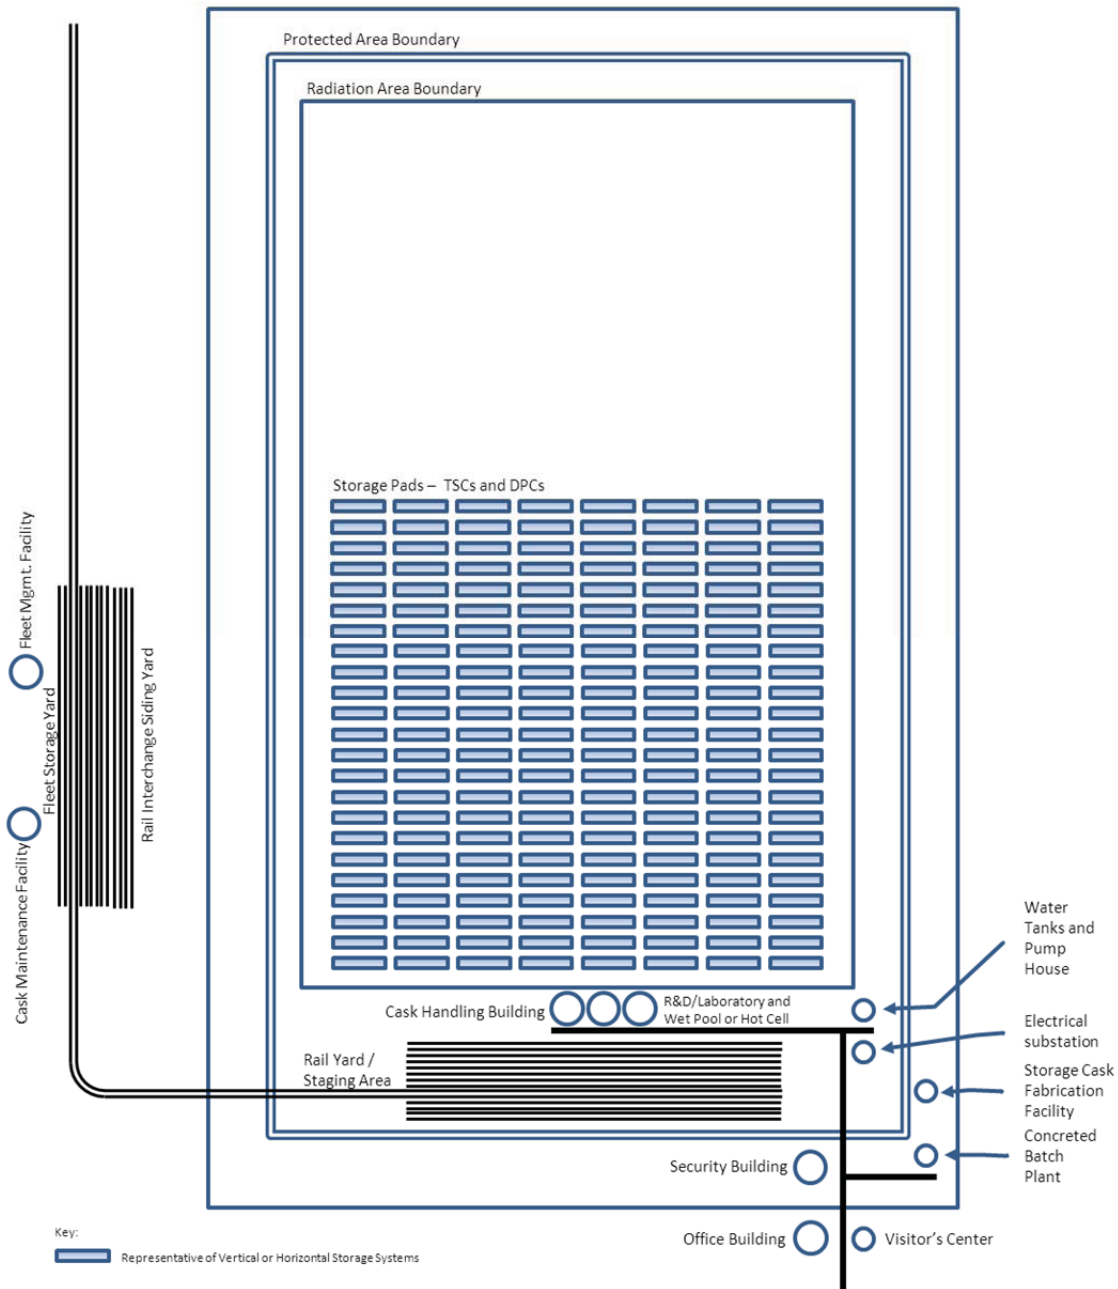 Protected Area Boundary
Radiation Area Boundary
Storage Pads – TSCs and DPCs
Fleet Mgmt. Facility
Fleet Storage Yard
Rail Interchange Siding Yard
Cask Maintenance Facility
Water
Tanks and
Pump
House
Cask Handling Building
R&D/Laboratory and
Wet Pool or Hot Cell
Electrical
substation
Rail Yard /
Staging Area
Storage Cask
Fabrication
Facility
Concreted
Batch
Plant
Security Building
Office Building
Visitor's Center
Key:
Representative of Vertical or Horizontal Storage Systems